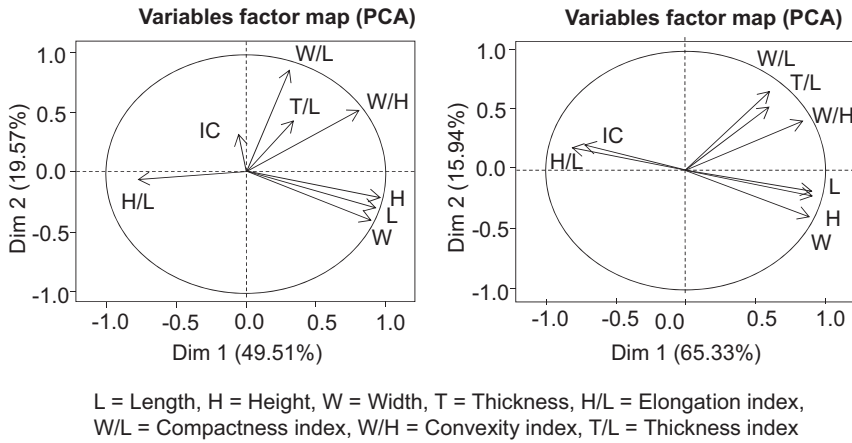 Variables factor map (PCA)
Dim 2 (19.57%)
1.0
0.5
0.0
-0.5
-1.0
W/L
W/H
T/L
IC
H/L
H
L
W
-1.0 -0.5 0.0 0.5 1.0
Dim 1 (49.51%)
Variables factor map (PCA)
Dim 2 (15.94%)
1.0
0.5
0.0
-0.5
-1.0
W/L
T/L
W/H
IC
H/L
L
H
W
-1.0 -0.5 0.0 0.5 1.0
Dim 1 (65.33%)
L = Length, H = Height, W = Width, T = Thickness, H/L = Elongation index,
W/L = Compactness index, W/H = Convexity index, T/L = Thickness index